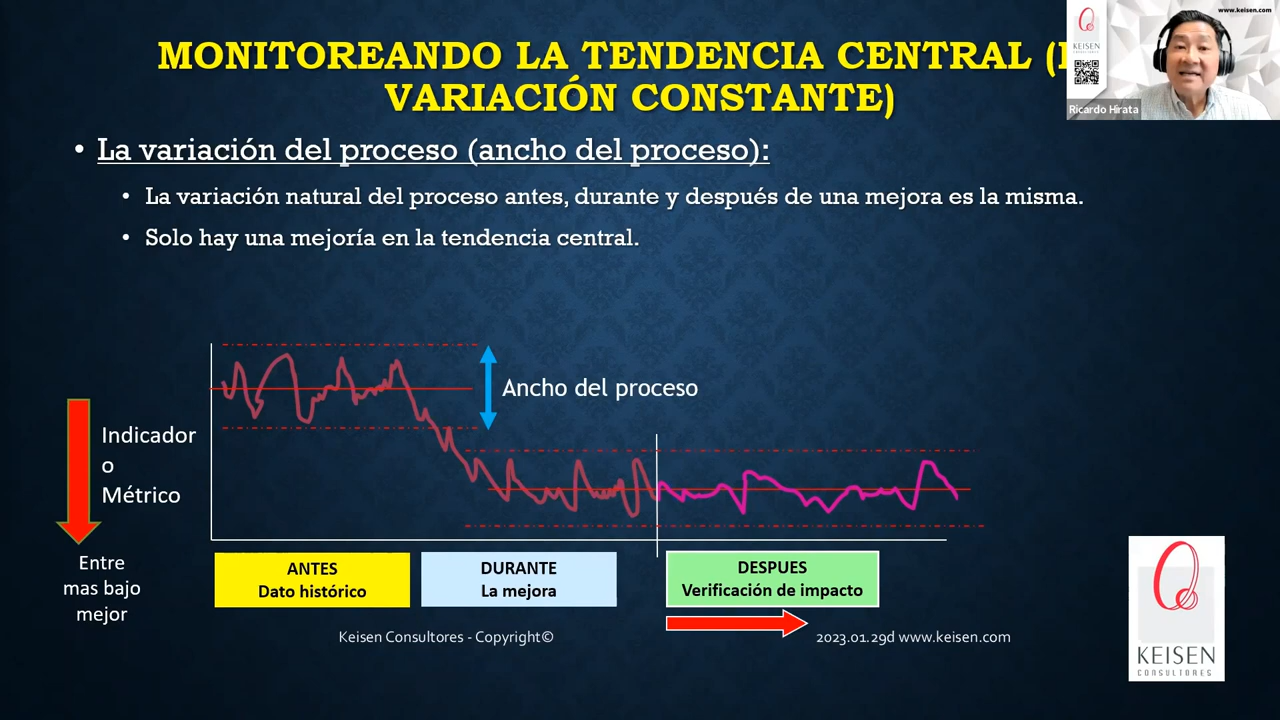 MONITOREANDO LA TENDENCIA CENTRAL (
VARIACIÓN CONSTANTE)
www.keisen.com
KEISEN
Ricardo Hirata
• La variación del proceso (ancho del proceso):
• La variación natural del proceso antes, durante y después de una mejora es la misma.
• Solo hay una mejoría en la tendencia central.
Ancho del proceso
Indicador
o
Métrico
Entre
mas bajo
mejor
ANTES
Dato histórico
DURANTE
La mejora
DESPUES
Verificación de impacto
Keisen Consultores - Copyright©
2023.01.29d www.keisen.com
KEISEN
CONSULTORES